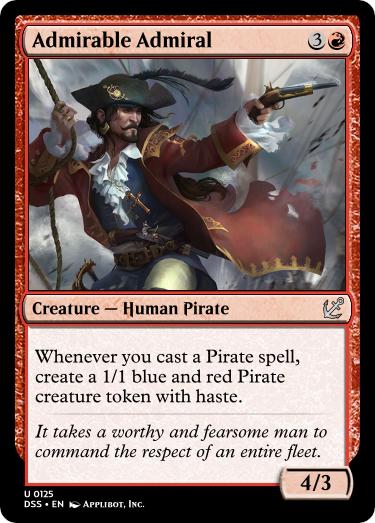 Admirable Admiral 3
Creature — Human Pirate
Whenever you cast a Pirate spell,
create a 1/1 blue and red Pirate
creature token with haste.
It takes a worthy and fearsome man to
command the respect of an entire fleet.
4/3
U 0125
DSS • EN Applibot, Inc.